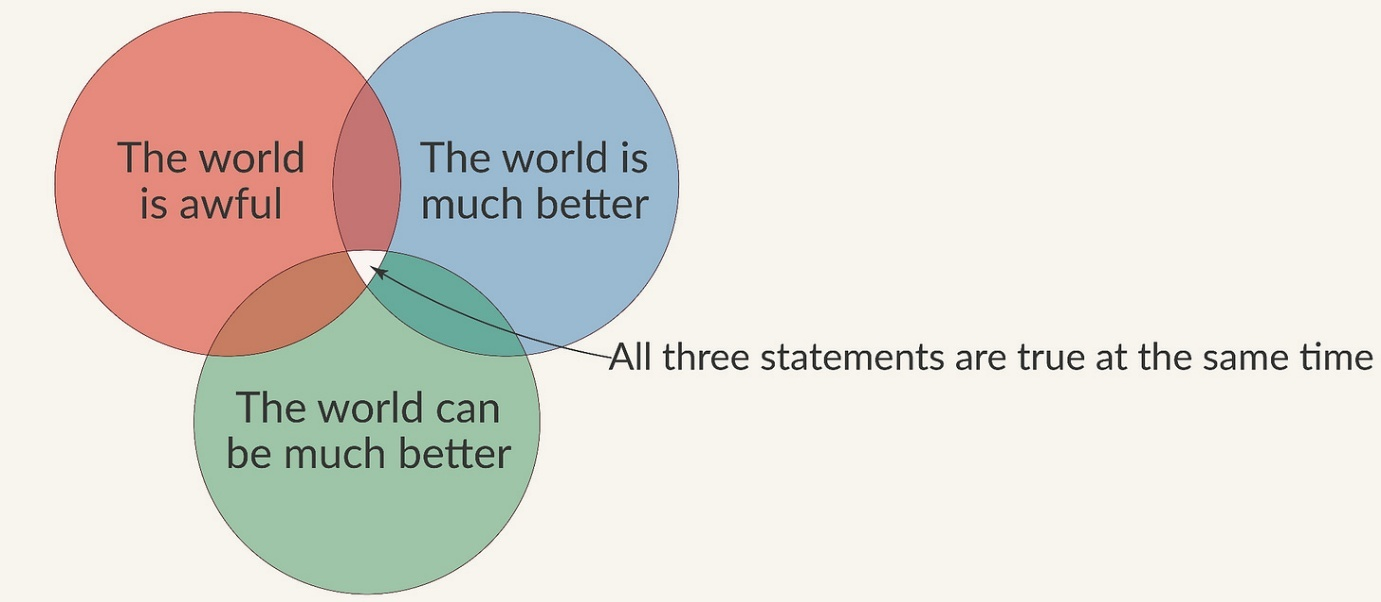 The world
is awful
The world is
much better
All three statements are true at the same time
The world can
be much better